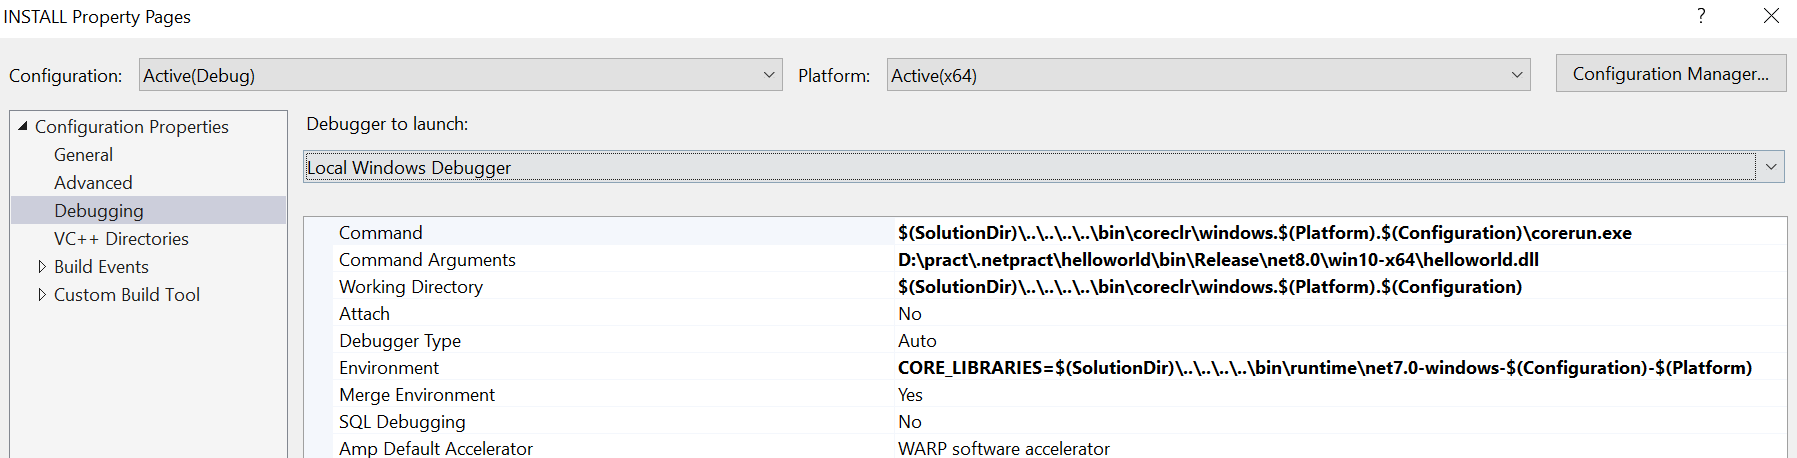 INSTALL Property Pages
Configuration: Active(Debug) Platform: Active(x64) Configuration Manager...
Configuration Properties
General
Advanced
Debugging
VC++ Directories
Build Events
Custom Build Tool
Debugger to launch:
Local Windows Debugger
Command $(SolutionDir)\..\..\..\..\bin\coreclr\windows.$(Platform).$(Configuration)\corerun.exe
Command Arguments D:\pract\.netpract\helloworld\bin\Release\net8.0\win10-x64\helloworld.dll
Working Directory $(SolutionDir)\..\..\..\..\bin\coreclr\windows.$(Platform).$(Configuration)
Attach No
Debugger Type Auto
Environment CORE_LIBRARIES=$(SolutionDir)\..\..\..\..\bin\runtime\net7.0-windows-$(Configuration)-$(Platform)
Merge Environment Yes
SQL Debugging No
Amp Default Accelerator WARP software accelerator